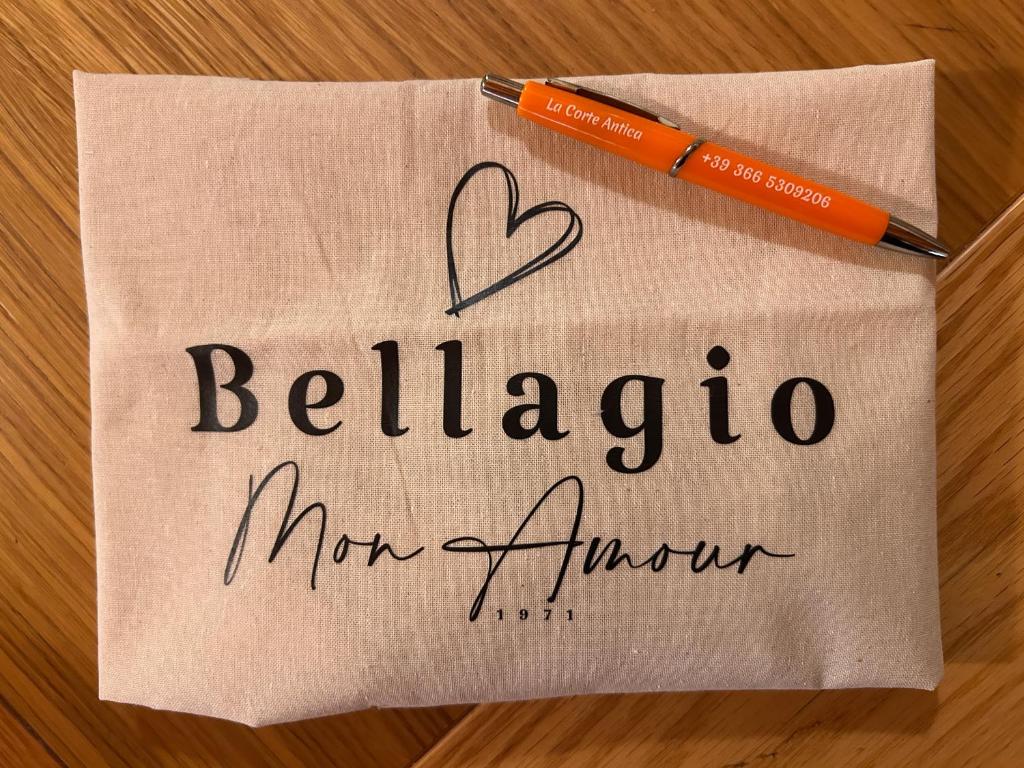 La Corte Antica
+39 366 5309206
Bellagio
Mon Amour
1971